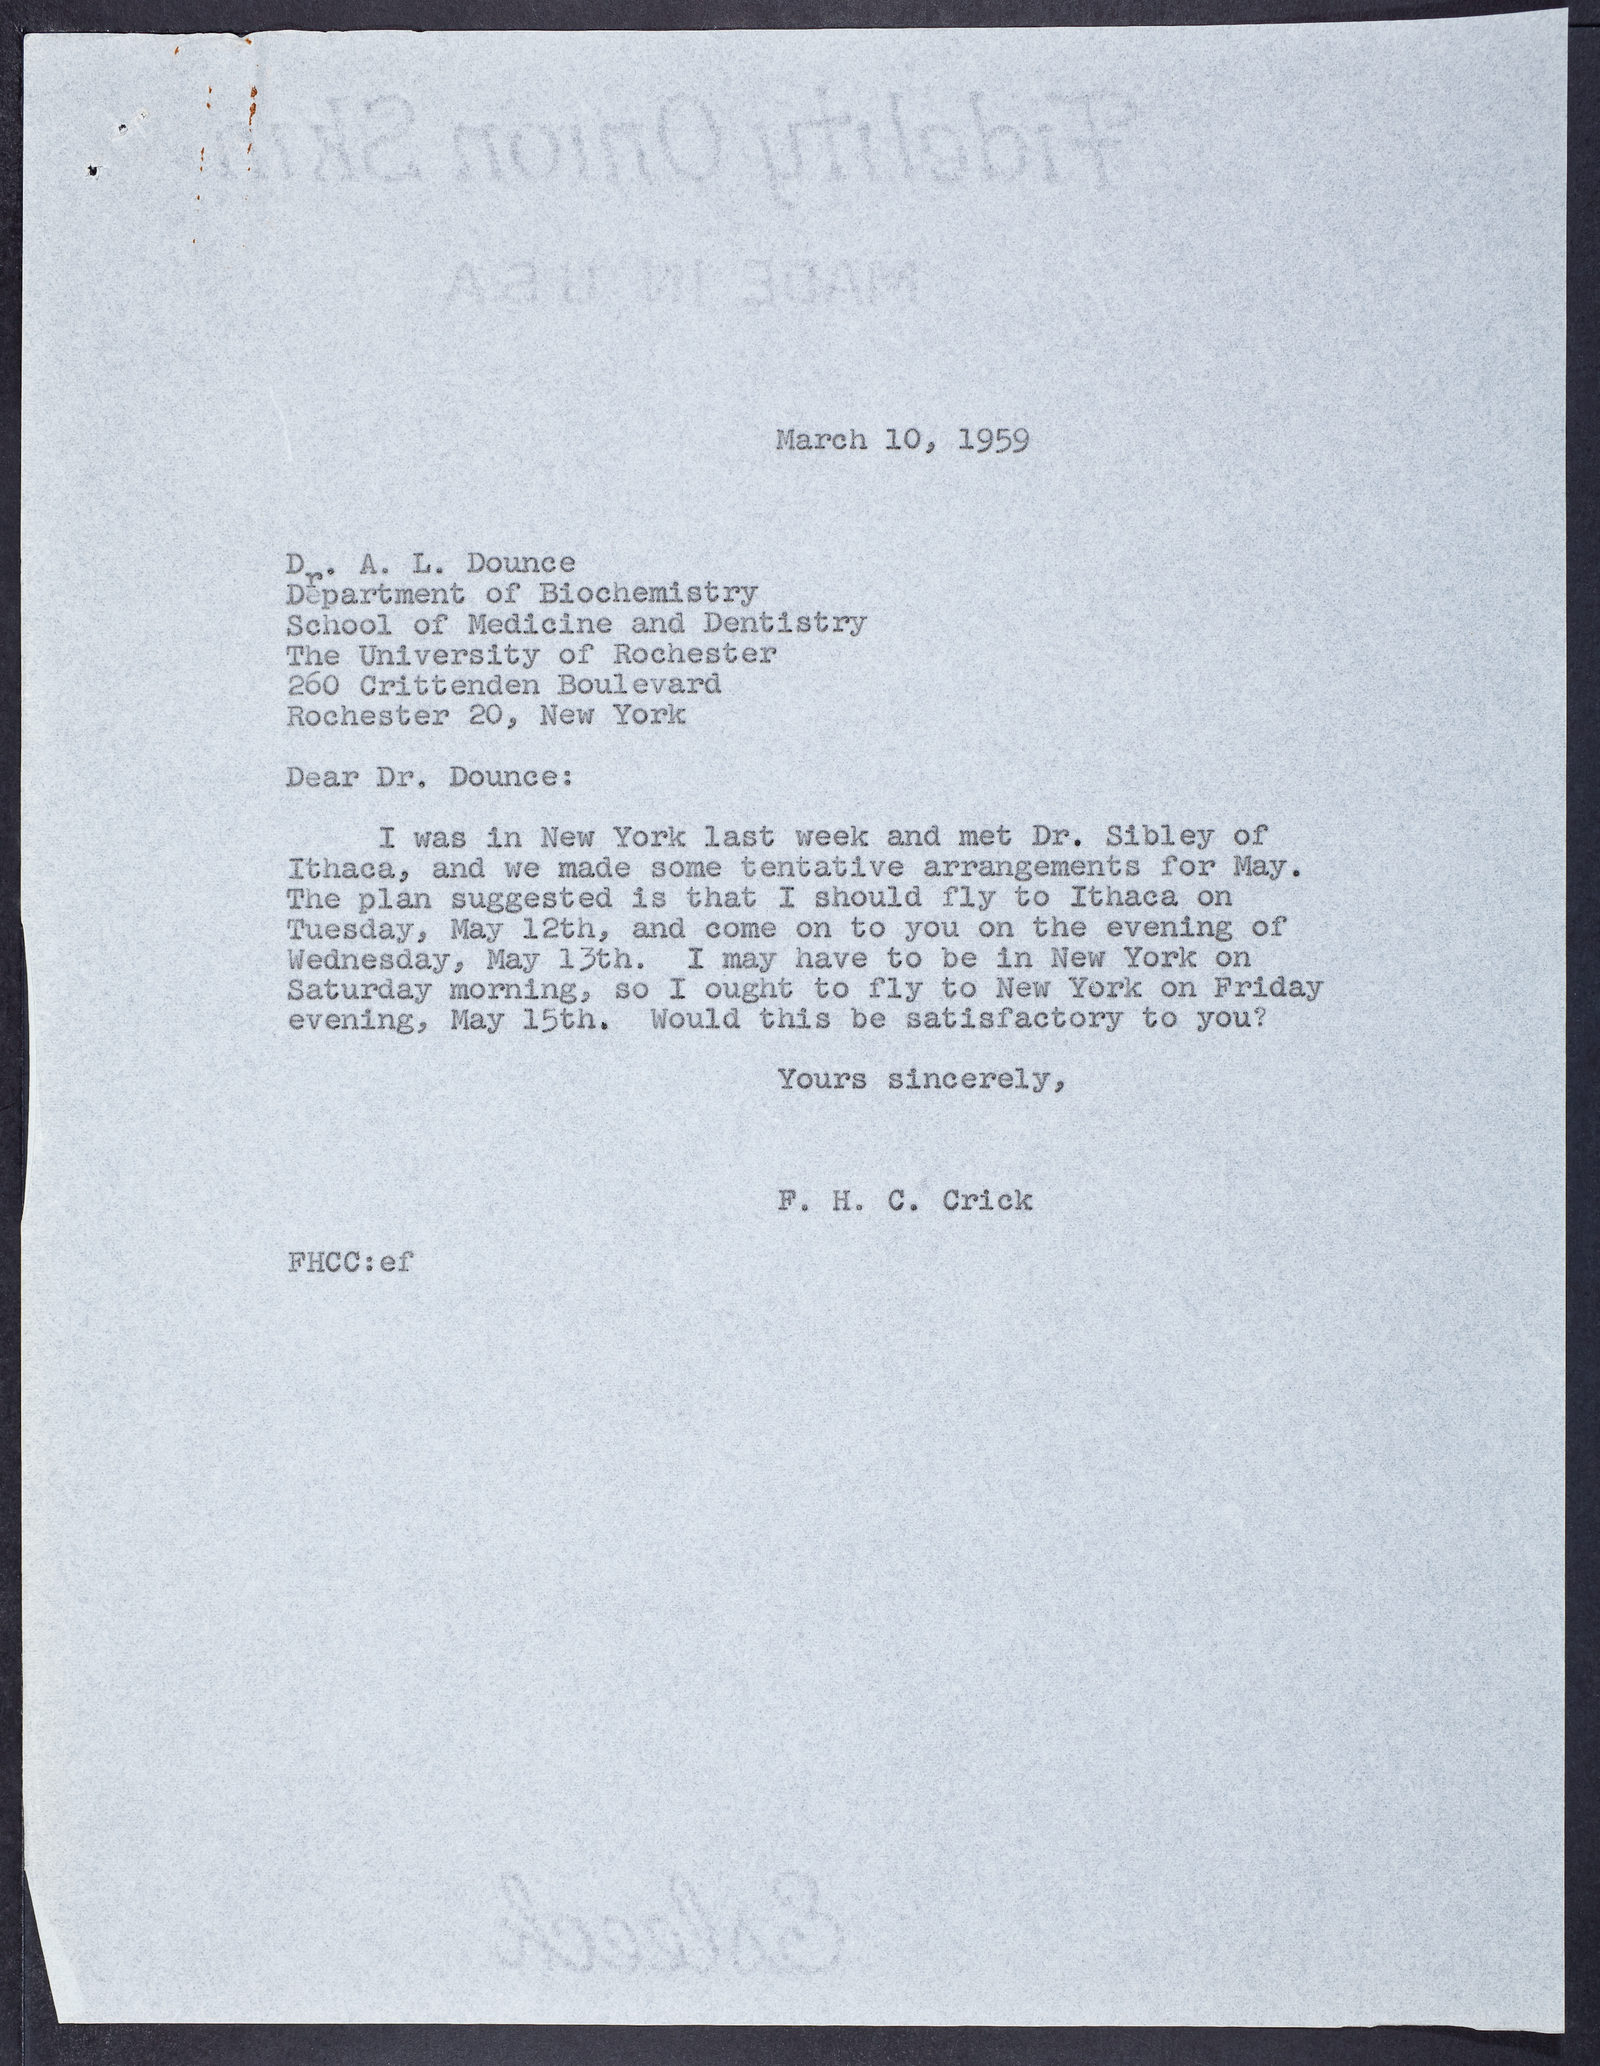 Fidelity Onion Skin
MADE IN U.S.A
March 10, 1959
Dr. A. L. Dounce
Department of Biochemistry
School of Medicine and Dentistry
The University of Rochester
260 Crittenden Boulevard
Rochester 20, New York
Dear Dr. Dounce:
I was in New York last week and met Dr. Sibley of
Ithaca, and we made some tentative arrangements for May.
The plan suggested is that I should fly to Ithaca on
Tuesday, May 12th, and come on to you on the evening of
Wednesday, May 13th. I may have to be in New York on
Saturday morning, so I ought to fly to New York on Friday
evening, May 15th. Would this be satisfactory to you?
Yours sincerely,
F. H. C. Crick
FHCC:ef